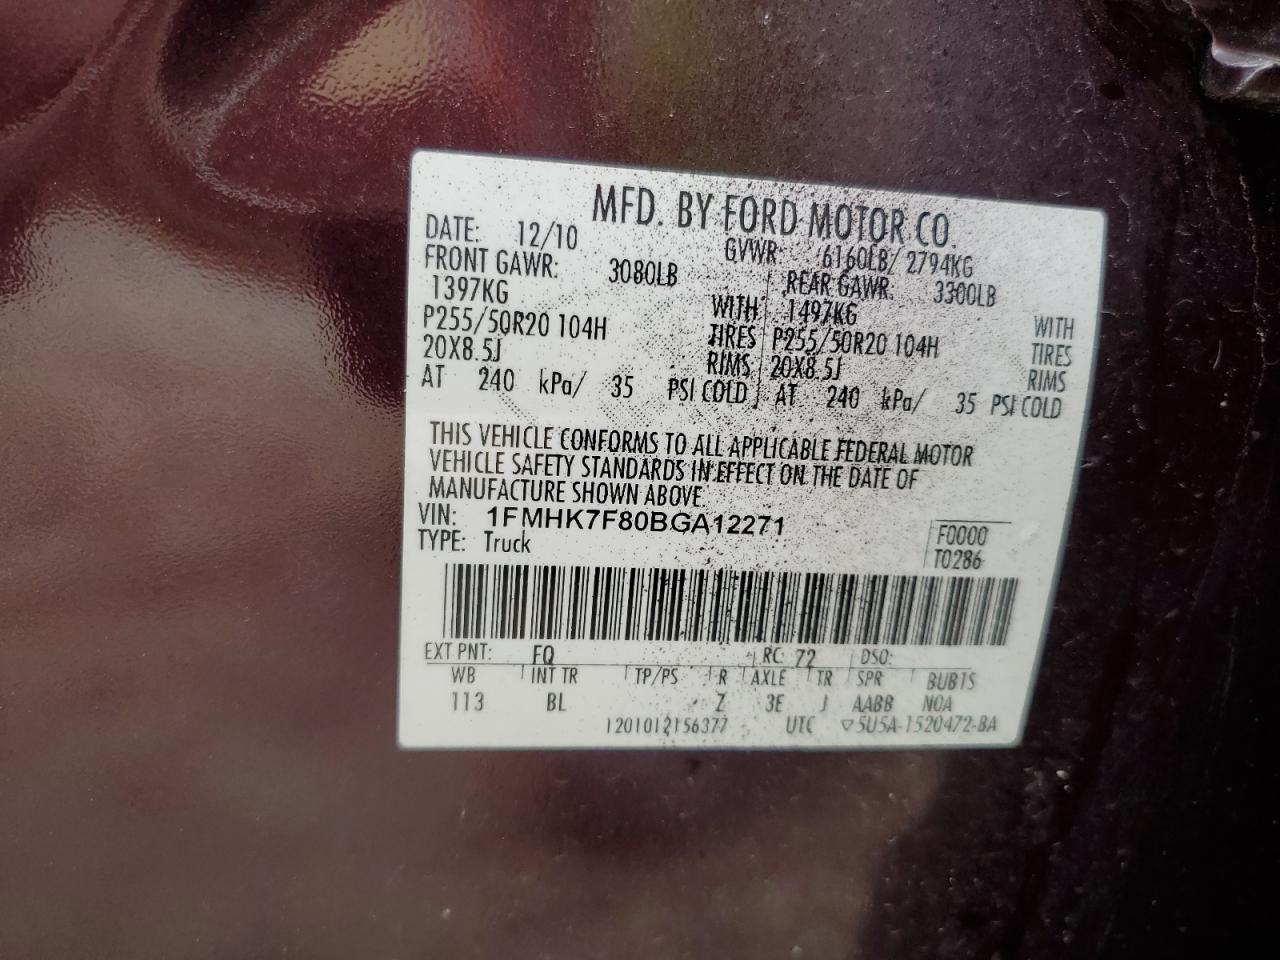 MFD. BY FORD MOTOR CO.
DATE: 12/10 GVWR: 6160LB/ 2794KG
FRONT GAWR: 3080LB REAR GAWR: 3300LB
1397KG WITH 1497KG WITH
P255/50R20 104H TIRES P255/50R20 104H TIRES
20X8.5J RIMS 20X8.5J RIMS
AT 240 kPa/ 35 PSI COLD AT 240 kPa/ 35 PSI COLD
THIS VEHICLE CONFORMS TO ALL APPLICABLE FEDERAL MOTOR
VEHICLE SAFETY STANDARDS IN EFFECT ON THE DATE OF
MANUFACTURE SHOWN ABOVE.
VIN: 1FMHK7F80BGA12271 F0000
TYPE: Truck T0286
EXT PNT: FQ RC: 72 DSO:
WB INT TR TP/PS R AXLE TR SPR BUBTS
113 BL Z 3E J AABB NOA
1201012156377 UTC ▽5U5A-1520472-BA